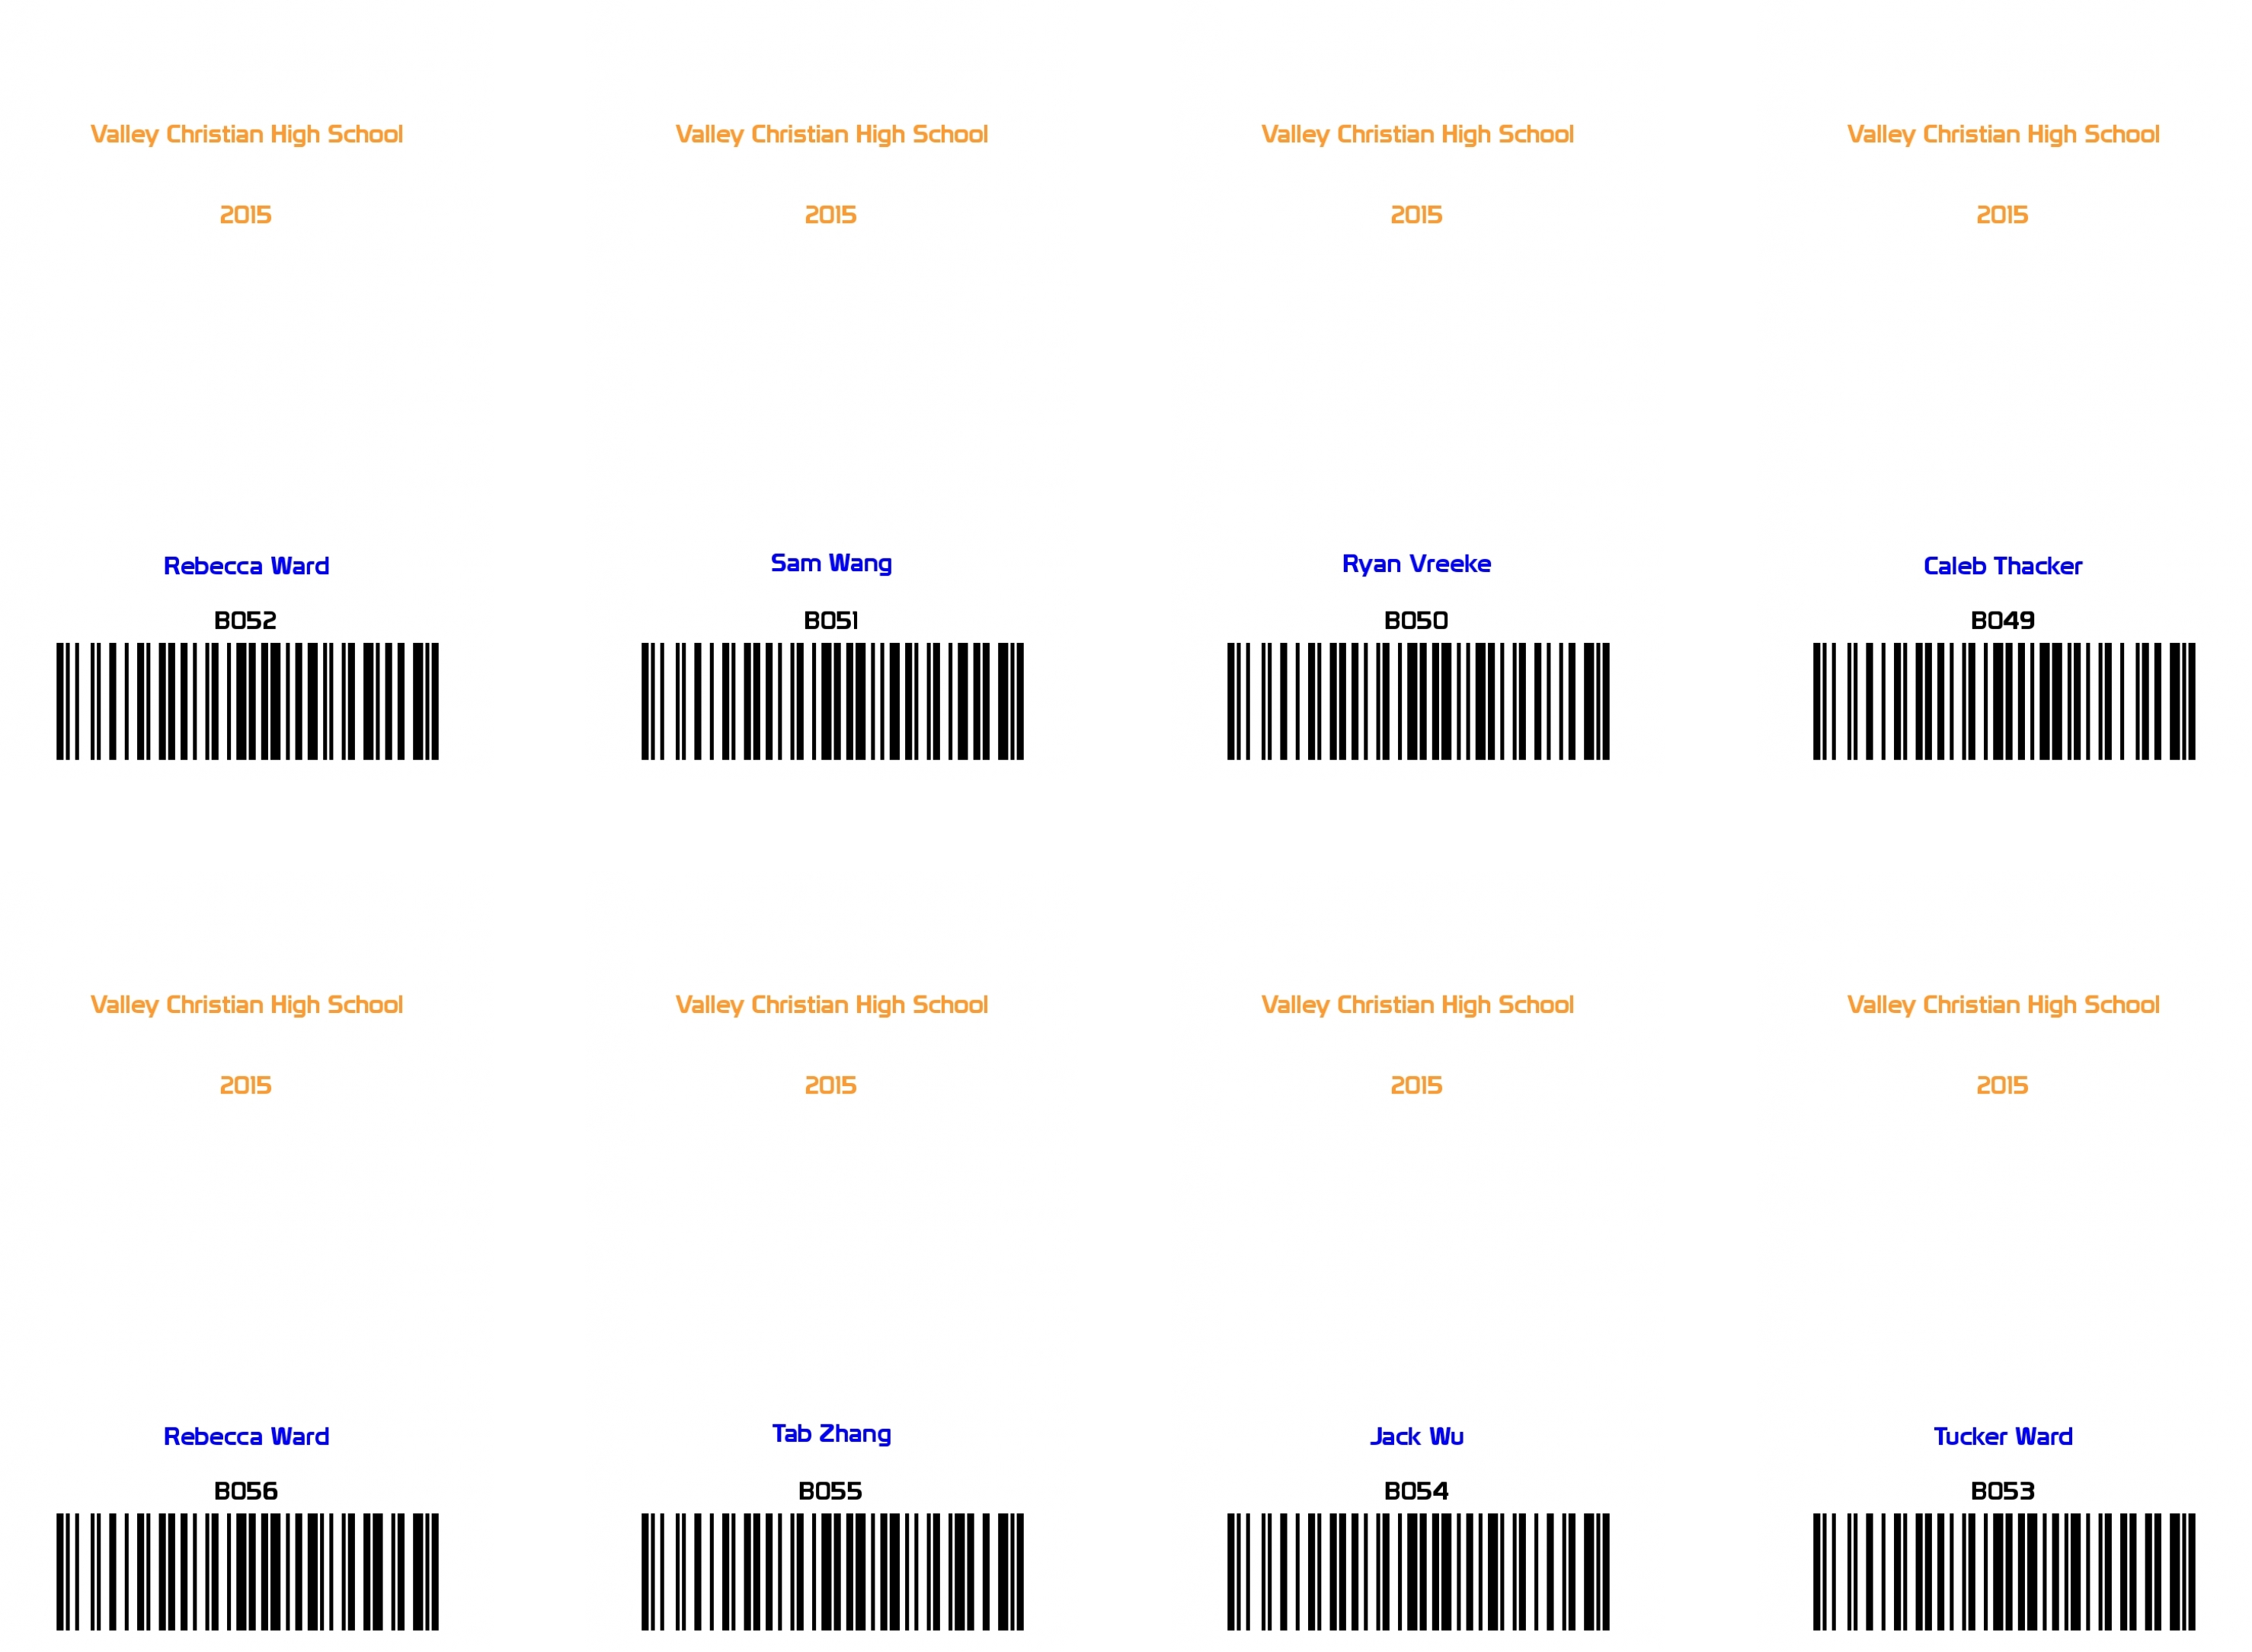 Valley Christian High School
2015
Rebecca Ward
B052
Valley Christian High School
2015
Sam Wang
B051
Valley Christian High School
2015
Ryan Vreeke
B050
Valley Christian High School
2015
Caleb Thacker
B049
Valley Christian High School
2015
Rebecca Ward
B056
Valley Christian High School
2015
Tab Zhang
B055
Valley Christian High School
2015
Jack Wu
B054
Valley Christian High School
2015
Tucker Ward
B053